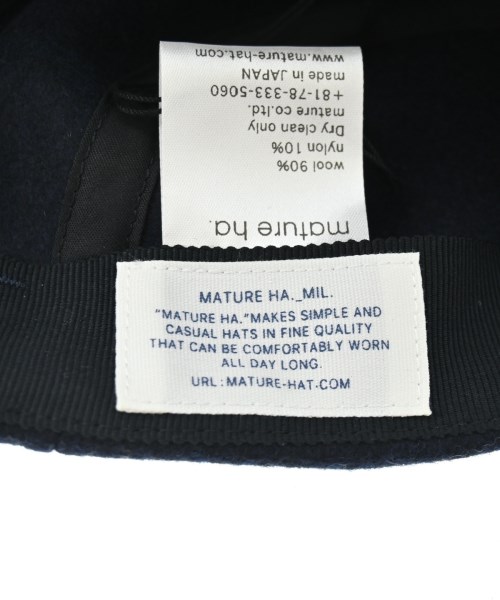 mature ha.
wool 90%
nylon 10%
Dry clean only
mature co.ltd.
+81-78-333-5060
made in JAPAN
www.mature-hat.com
MATURE HA._MIL.
"MATURE HA."MAKES SIMPLE AND
CASUAL HATS IN FINE QUALITY
THAT CAN BE COMFORTABLY WORN
ALL DAY LONG.
URL:MATURE-HAT.COM